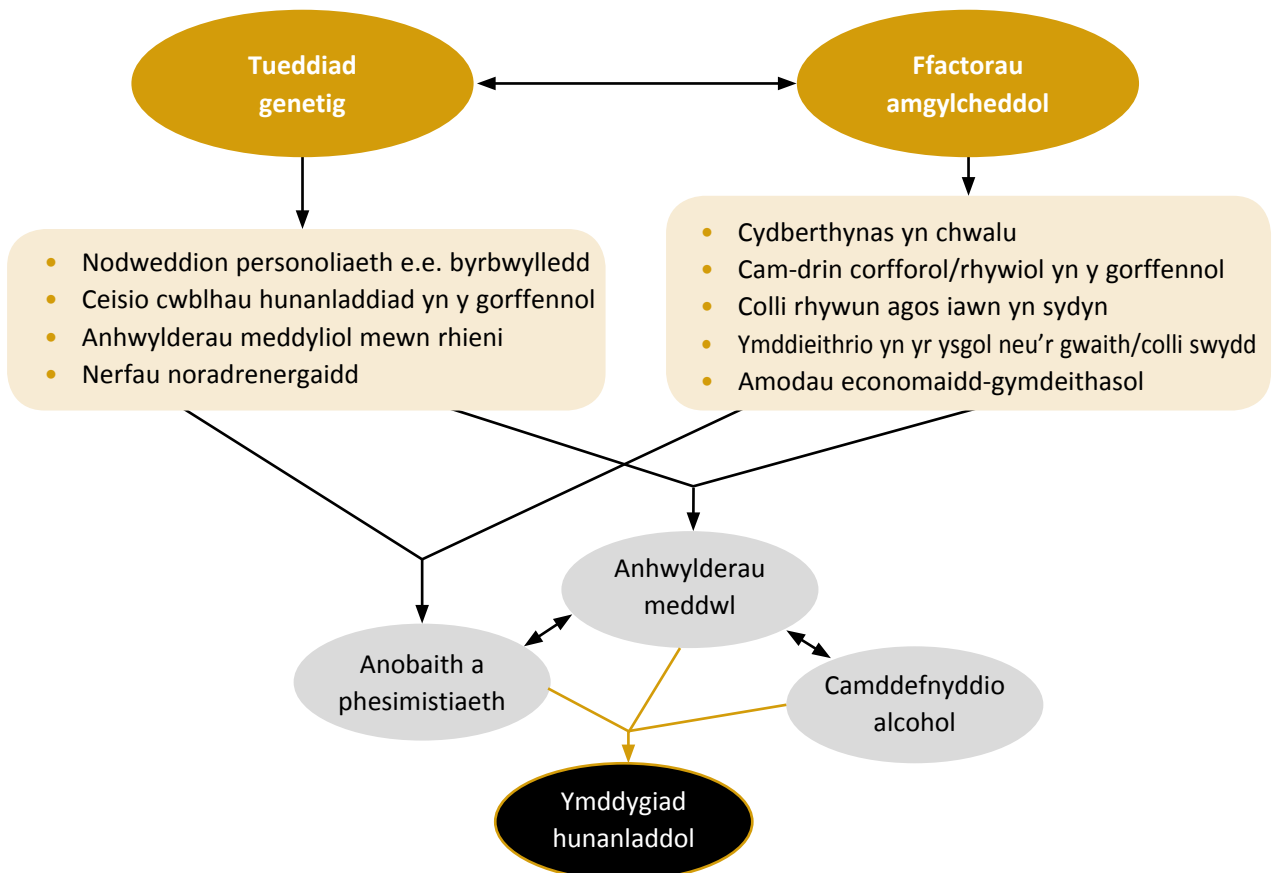 Tueddiad
genetig
Ffactorau
amgylcheddol
• Nodweddion personoliaeth e.e. byrbwylledd
• Ceisio cwblhau hunanladdiad yn y gorffennol
• Anhwylderau meddyliol mewn rhieni
• Nerfau noradrenergaidd
• Cydberthynas yn chwalu
• Cam-drin corfforol/rhywiol yn y gorffennol
• Colli rhywun agos iawn yn sydyn
• Ymddieithrio yn yr ysgol neu’r gwaith/colli swydd
• Amodau economaidd-gymdeithasol
Anhwylderau
meddwl
Anobaith a
phesimistiaeth
Camddefnyddio
alcohol
Ymddygiad
hunanladdol